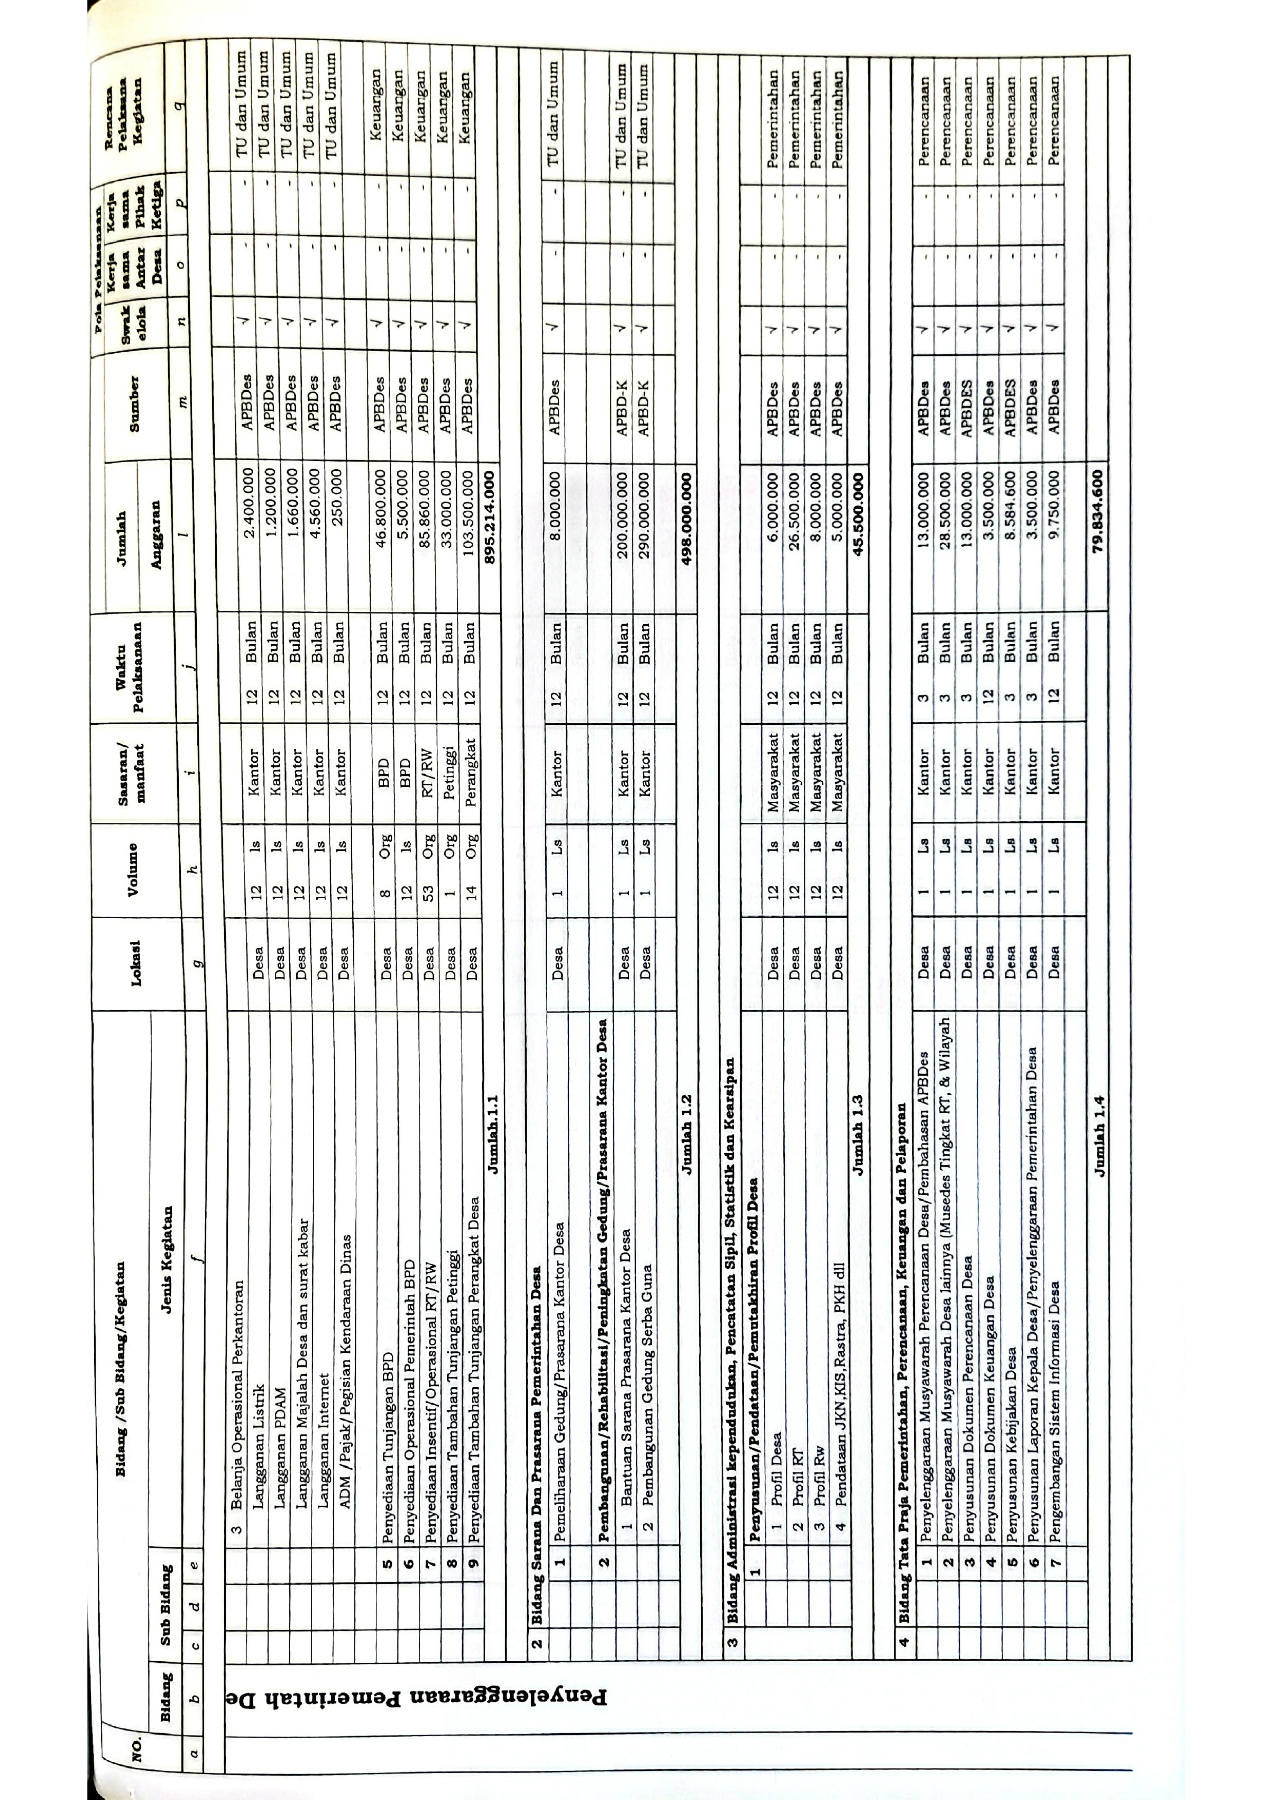 NO. Bidang /Sub Bidang/Kegiatan Lokasi Volume Sasaran/ manfaat Waktu Pelaksanaan Jumlah Sumber Pola Pelaksanaan Rencana Pelaksana Kegiatan
Bidang Sub Bidang Jenis Kegiatan Anggaran Swak elola Kerja sama Antar Desa Kerja sama Pihak Ketiga
a b c d e f g h i j l m n o p q
Penyelenggaraan Pemerintah De
3 Belanja Operasional Perkantoran
Langganan Listrik Desa 12 ls Kantor 12 Bulan 2.400.000 APBDes √ - - TU dan Umum
Langganan PDAM Desa 12 ls Kantor 12 Bulan 1.200.000 APBDes √ - - TU dan Umum
Langganan Majalah Desa dan surat kabar Desa 12 ls Kantor 12 Bulan 1.660.000 APBDes √ - - TU dan Umum
Langganan Internet Desa 12 ls Kantor 12 Bulan 4.560.000 APBDes √ - - TU dan Umum
ADM /Pajak/Pegisian Kendaraan Dinas Desa 12 ls Kantor 12 Bulan 250.000 APBDes √ - - TU dan Umum
5 Penyediaan Tunjangan BPD Desa 8 Org BPD 12 Bulan 46.800.000 APBDes √ - - Keuangan
6 Penyediaan Operasional Pemerintah BPD Desa 12 ls BPD 12 Bulan 5.500.000 APBDes √ - - Keuangan
7 Penyediaan Insentif/Operasional RT/RW Desa 53 Org RT/RW 12 Bulan 85.860.000 APBDes √ - - Keuangan
8 Penyediaan Tambahan Tunjangan Petinggi Desa 1 Org Petinggi 12 Bulan 33.000.000 APBDes √ - - Keuangan
9 Penyediaan Tambahan Tunjangan Perangkat Desa Desa 14 Org Perangkat 12 Bulan 103.500.000 APBDes √ - - Keuangan
Jumlah.1.1 895.214.000
2 Bidang Sarana Dan Prasarana Pemerintahan Desa
1 Pemeliharaan Gedung/Prasarana Kantor Desa Desa 1 Ls Kantor 12 Bulan 8.000.000 APBDes √ - - TU dan Umum
2 Pembangunan/Rehabilitasi/Peningkatan Gedung/Prasarana Kantor Desa
1 Bantuan Sarana Prasarana Kantor Desa Desa 1 Ls Kantor 12 Bulan 200.000.000 APBD-K √ - - TU dan Umum
2 Pembangunan Gedung Serba Guna Desa 1 Ls Kantor 12 Bulan 290.000.000 APBD-K √ - - TU dan Umum
Jumlah 1.2 498.000.000
3 Bidang Administrasi kependudukan, Pencatatan Sipil, Statistik dan Kearsipan
1 Penyusunan/Pendataan/Pemutakhiran Profil Desa
1 Profil Desa Desa 12 ls Masyarakat 12 Bulan 6.000.000 APBDes √ - - Pemerintahan
2 Profil RT Desa 12 ls Masyarakat 12 Bulan 26.500.000 APBDes √ - - Pemerintahan
3 Profil Rw Desa 12 ls Masyarakat 12 Bulan 8.000.000 APBDes √ - - Pemerintahan
4 Pendataan JKN,KIS,Rastra, PKH dll Desa 12 ls Masyarakat 12 Bulan 5.000.000 APBDes √ - - Pemerintahan
Jumlah 1.3 45.500.000
4 Bidang Tata Praja Pemerintahan, Perencanaan, Keuangan dan Pelaporan
1 Penyelenggaraan Musyawarah Perencanaan Desa/Pembahasan APBDes Desa 1 Ls Kantor 3 Bulan 13.000.000 APBDes √ - - Perencanaan
2 Penyelenggaraan Musyawarah Desa lainnya (Musedes Tingkat RT, & Wilayah Desa 1 Ls Kantor 3 Bulan 28.500.000 APBDes √ - - Perencanaan
3 Penyusunan Dokumen Perencanaan Desa Desa 1 Ls Kantor 3 Bulan 13.000.000 APBDES √ - - Perencanaan
4 Penyusunan Dokumen Keuangan Desa Desa 1 Ls Kantor 12 Bulan 3.500.000 APBDes √ - - Perencanaan
5 Penyusunan Kebijakan Desa Desa 1 Ls Kantor 3 Bulan 8.584.600 APBDES √ - - Perencanaan
6 Penyusunan Laporan Kepala Desa/Penyelenggaraan Pemerintahan Desa Desa 1 Ls Kantor 3 Bulan 3.500.000 APBDes √ - - Perencanaan
7 Pengembangan Sistem Informasi Desa Desa 1 Ls Kantor 12 Bulan 9.750.000 APBDes √ - - Perencanaan
Jumlah 1.4 79.834.600